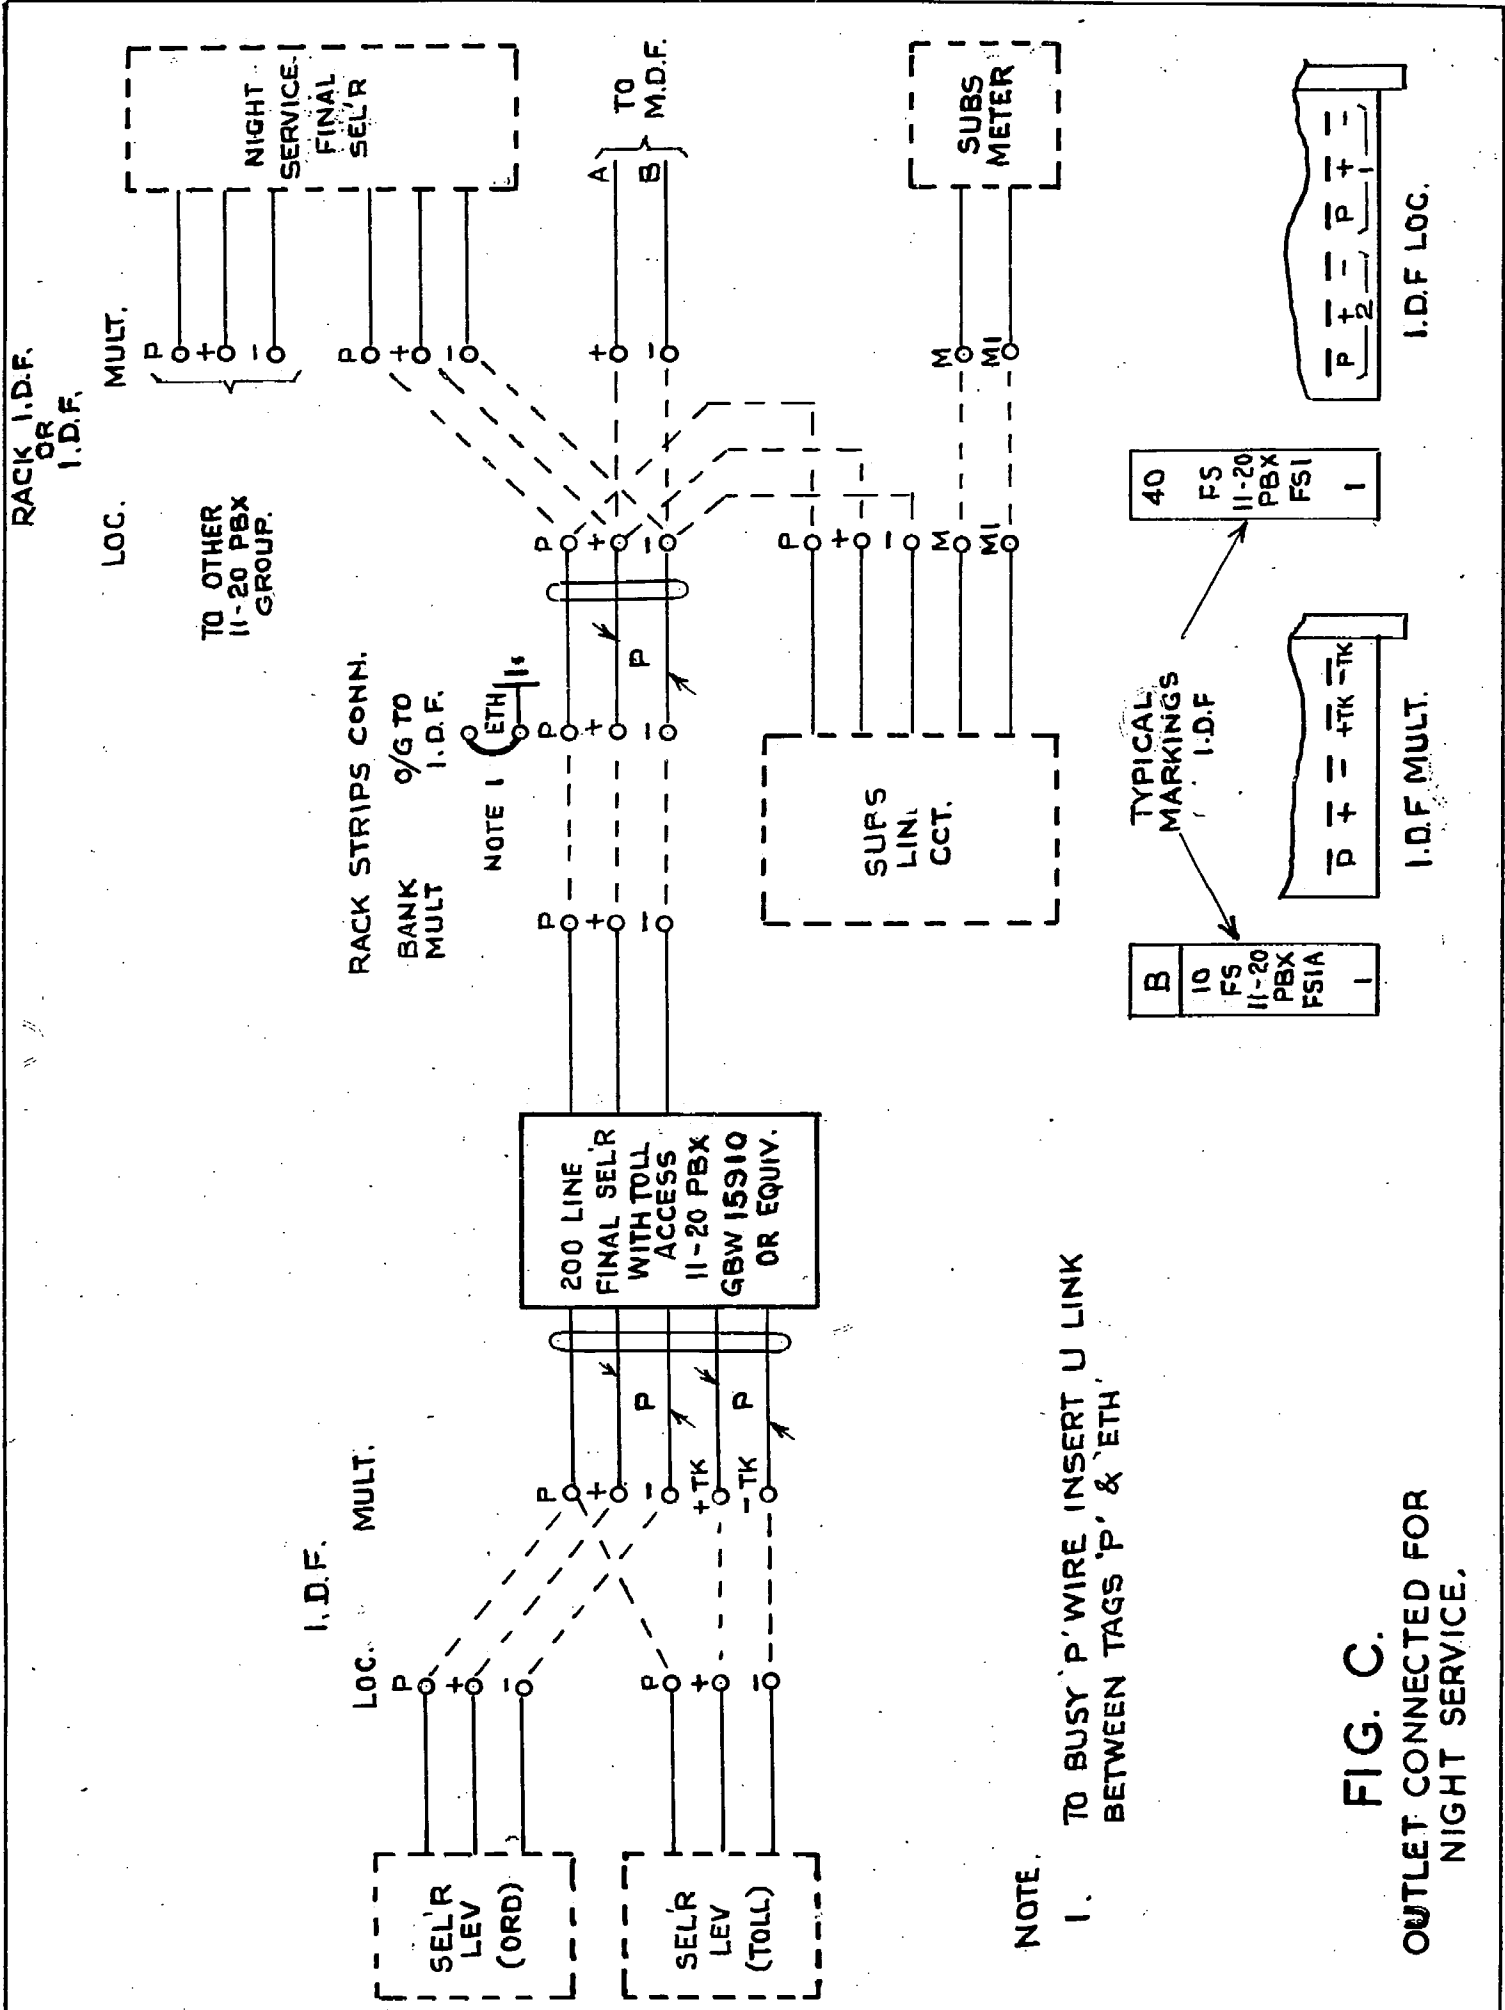 RACK I.D.F.
OR
I.D.F.
LOC.
MULT.
I.D.F.
LOC.
MULT.
RACK STRIPS CONN.
BANK
MULT
O/G TO
I.D.F.
NOTE 1
ETH
TO OTHER
11-20 PBX
GROUP.
P
+
-
P
+
-
NIGHT
SERVICE
FINAL
SEL'R
SEL'R
LEV
(ORD)
P
+
-
SEL'R
LEV
(TOLL)
P
+
-
P
+
-
+TK
-TK
P
P
200 LINE
FINAL SEL'R
WITH TOLL
ACCESS
11-20 PBX
GBW 15910
OR EQUIV.
P
+
-
P
+
-
P
P
+
-
+
-
A
B
TO
M.D.F.
SUBS
CCT.
P
+
-
M
M1
M
M1
SUBS
METER
NOTE.
1. TO BUSY 'P' WIRE INSERT U LINK
BETWEEN TAGS 'P' & 'ETH'
TYPICAL
MARKINGS
I.D.F
B
10
FS
11-20
PBX
FS1A
1
P + - +TK -TK
I.D.F MULT.
40
FS
11-20
PBX
FS1
1
P + - P + -
2 1
I.D.F LOC.
FIG. C.
OUTLET CONNECTED FOR
NIGHT SERVICE.